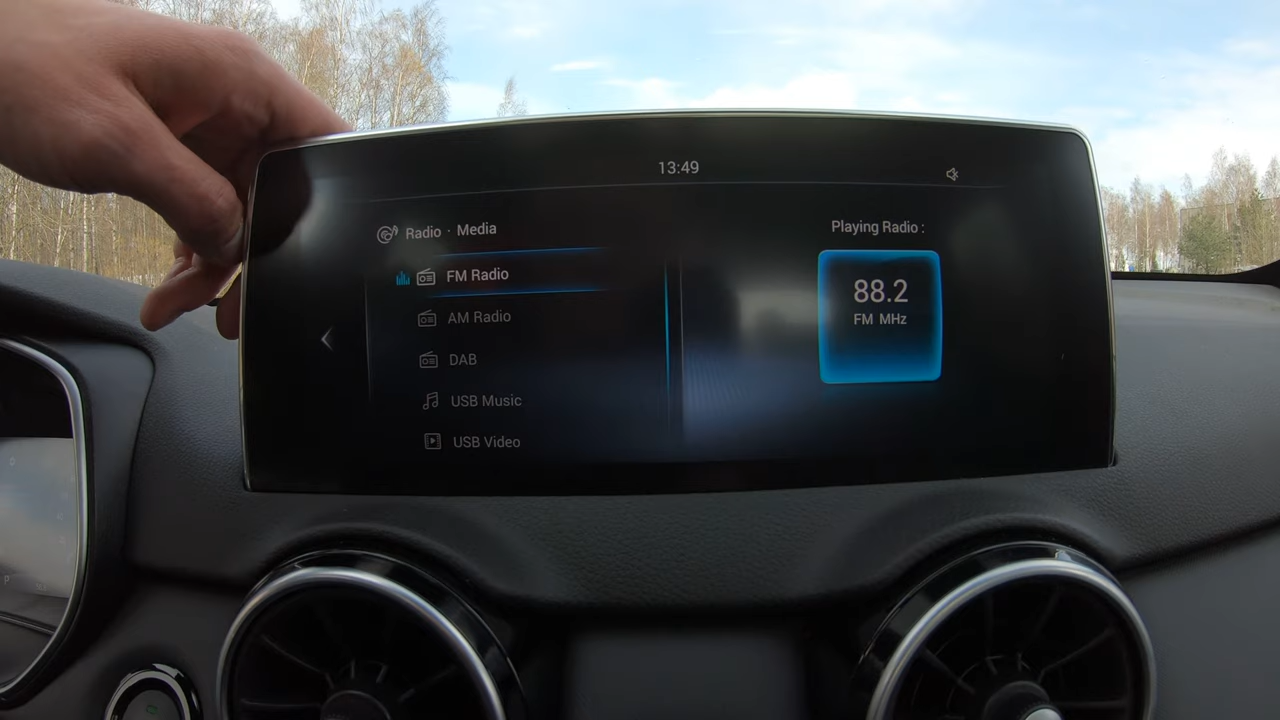 13:49
Radio · Media
Playing Radio :
FM Radio
88.2
FM MHz
AM Radio
DAB
USB Music
USB Video
P